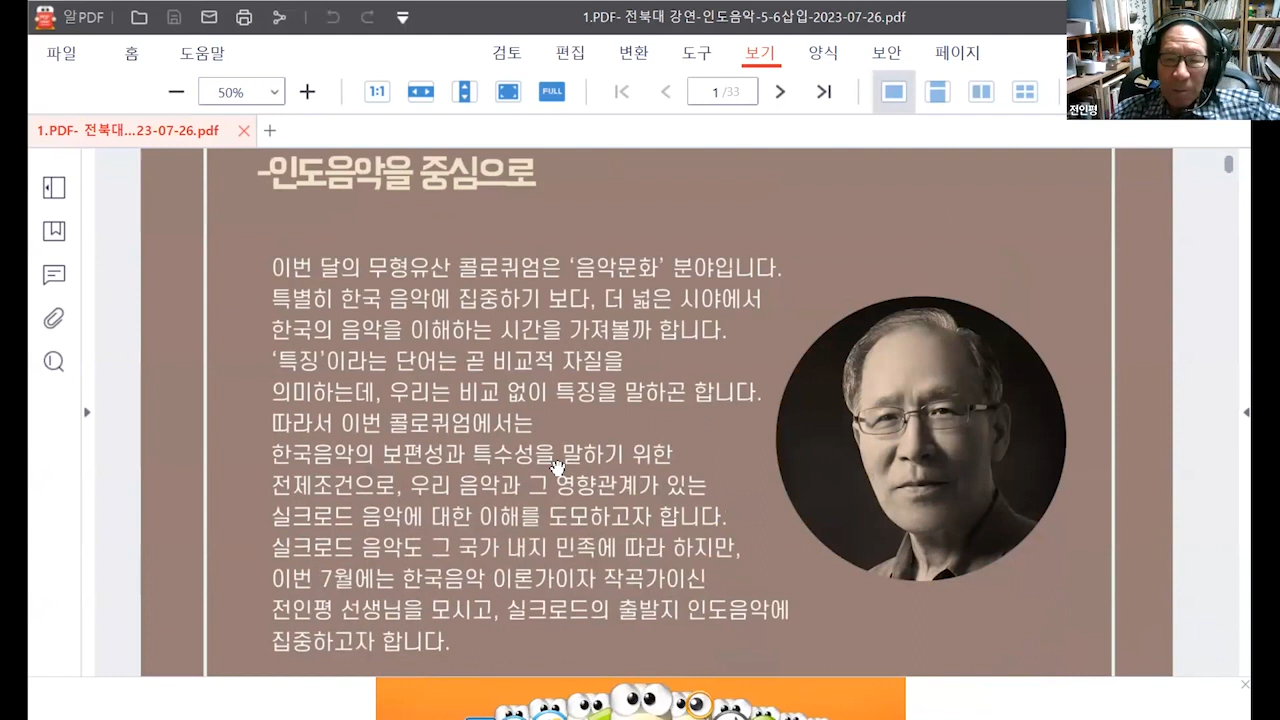 알PDF
1.PDF- 전북대 강연-인도음악-5-6삽입-2023-07-26.pdf
파일 홈 도움말 검토 편집 변환 도구 보기 양식 보안 페이지
50% 1:1 FULL 1 /33
전인평
1.PDF- 전북대...23-07-26.pdf
-인도음악을 중심으로
이번 달의 무형유산 콜로퀴엄은 ‘음악문화’ 분야입니다.
특별히 한국 음악에 집중하기 보다, 더 넓은 시야에서
한국의 음악을 이해하는 시간을 가져볼까 합니다.
‘특징’이라는 단어는 곧 비교적 자질을
의미하는데, 우리는 비교 없이 특징을 말하곤 합니다.
따라서 이번 콜로퀴엄에서는
한국음악의 보편성과 특수성을 말하기 위한
전제조건으로, 우리 음악과 그 영향관계가 있는
실크로드 음악에 대한 이해를 도모하고자 합니다.
실크로드 음악도 그 국가 내지 민족에 따라 하지만,
이번 7월에는 한국음악 이론가이자 작곡가이신
전인평 선생님을 모시고, 실크로드의 출발지 인도음악에
집중하고자 합니다.